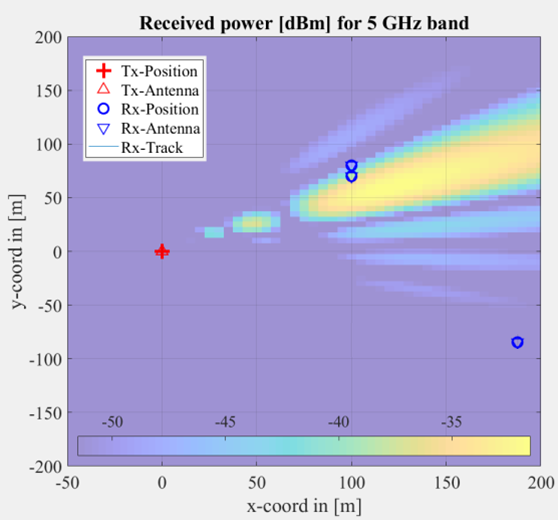 Received power [dBm] for 5 GHz band
200
150
100
50
0
-50
-100
-150
-200
y-coord in [m]
Tx-Position
Tx-Antenna
Rx-Position
Rx-Antenna
Rx-Track
-50 -45 -40 -35
-50 0 50 100 150 200
x-coord in [m]